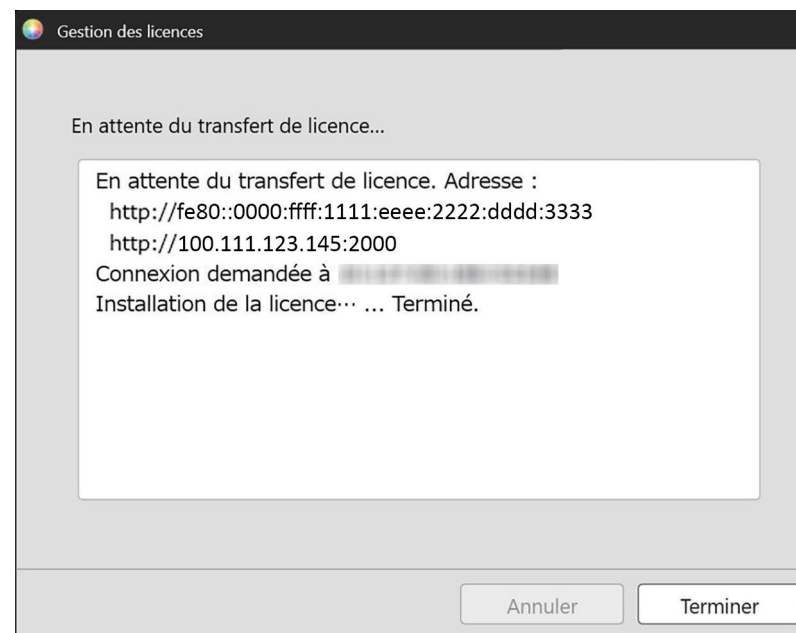 Gestion des licences
En attente du transfert de licence...
En attente du transfert de licence. Adresse :
http://fe80::0000:ffff:1111:eeee:2222:dddd:3333
http://100.111.123.145:2000
Connexion demandée à
Installation de la licence··· ... Terminé.
Annuler
Terminer